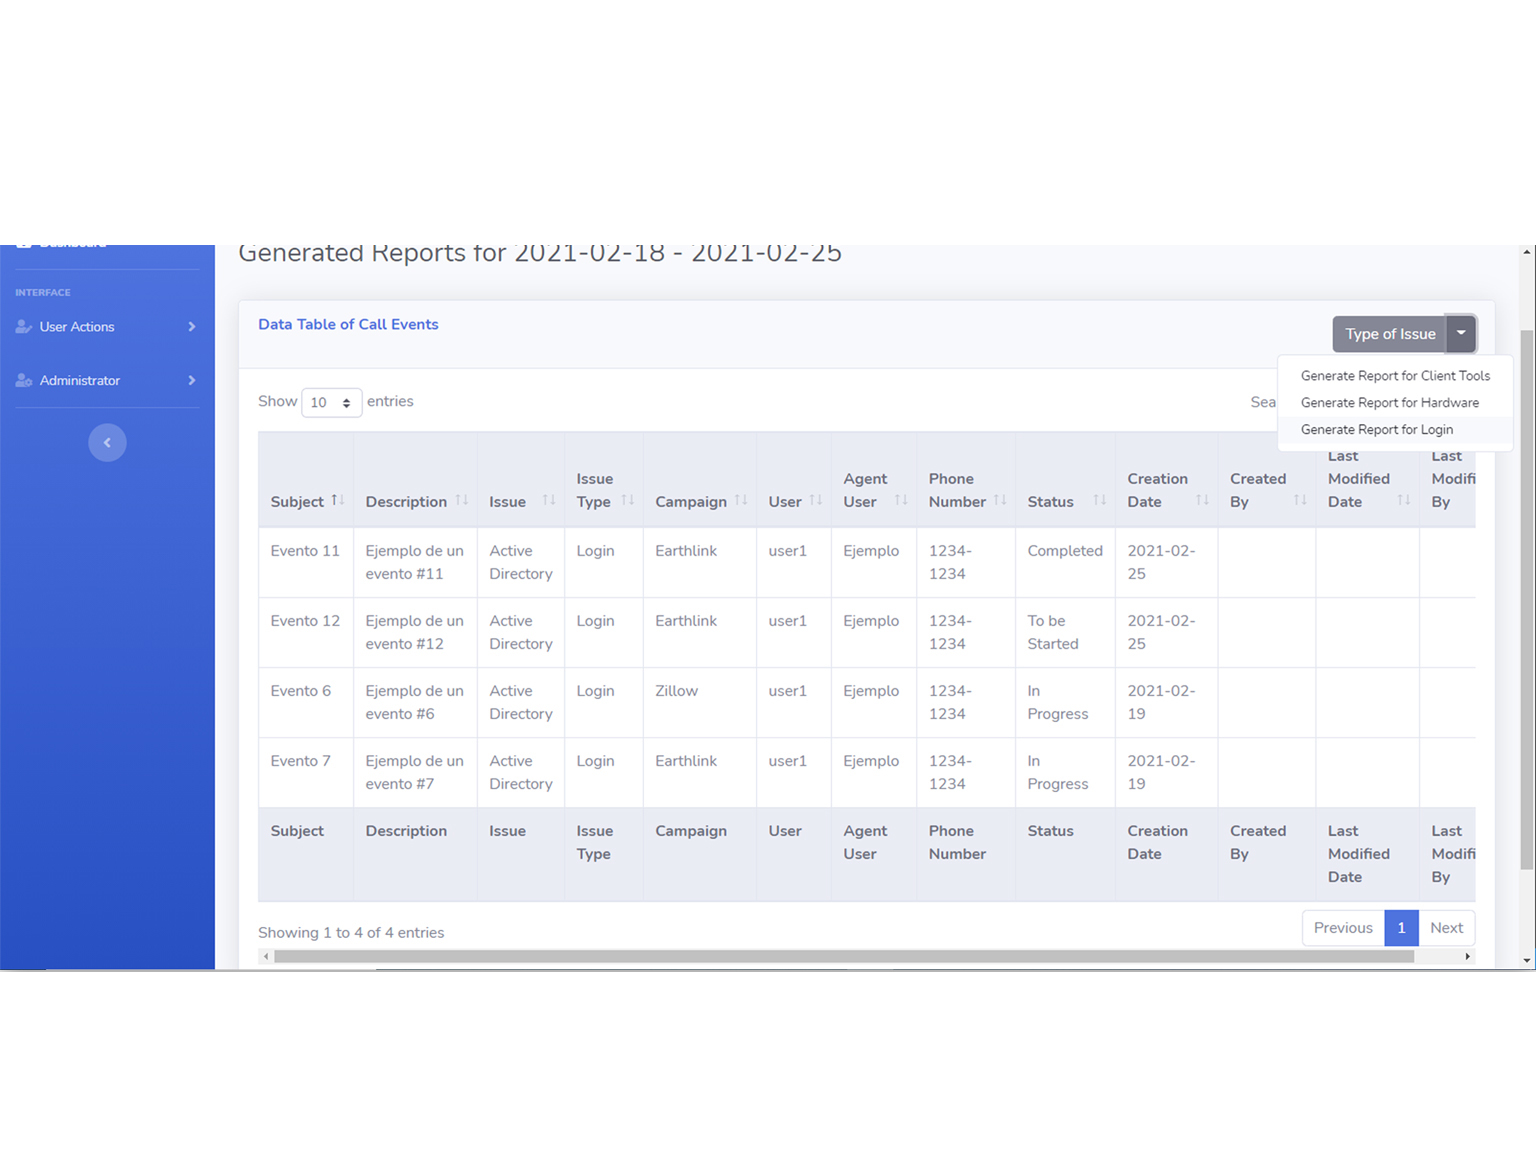 Dashboard
INTERFACE
User Actions
Administrator
Generated Reports for 2021-02-18 - 2021-02-25
Data Table of Call Events
Type of Issue
Generate Report for Client Tools
Generate Report for Hardware
Generate Report for Login
Show 10 entries
Sea
Subject Description Issue Issue Type Campaign User Agent User Phone Number Status Creation Date Created By Last Modified Date Last Modifi By
Evento 11 Ejemplo de un evento #11 Active Directory Login Earthlink user1 Ejemplo 1234-1234 Completed 2021-02-25
Evento 12 Ejemplo de un evento #12 Active Directory Login Earthlink user1 Ejemplo 1234-1234 To be Started 2021-02-25
Evento 6 Ejemplo de un evento #6 Active Directory Login Zillow user1 Ejemplo 1234-1234 In Progress 2021-02-19
Evento 7 Ejemplo de un evento #7 Active Directory Login Earthlink user1 Ejemplo 1234-1234 In Progress 2021-02-19
Subject Description Issue Issue Type Campaign User Agent User Phone Number Status Creation Date Created By Last Modified Date Last Modifi By
Showing 1 to 4 of 4 entries
Previous 1 Next